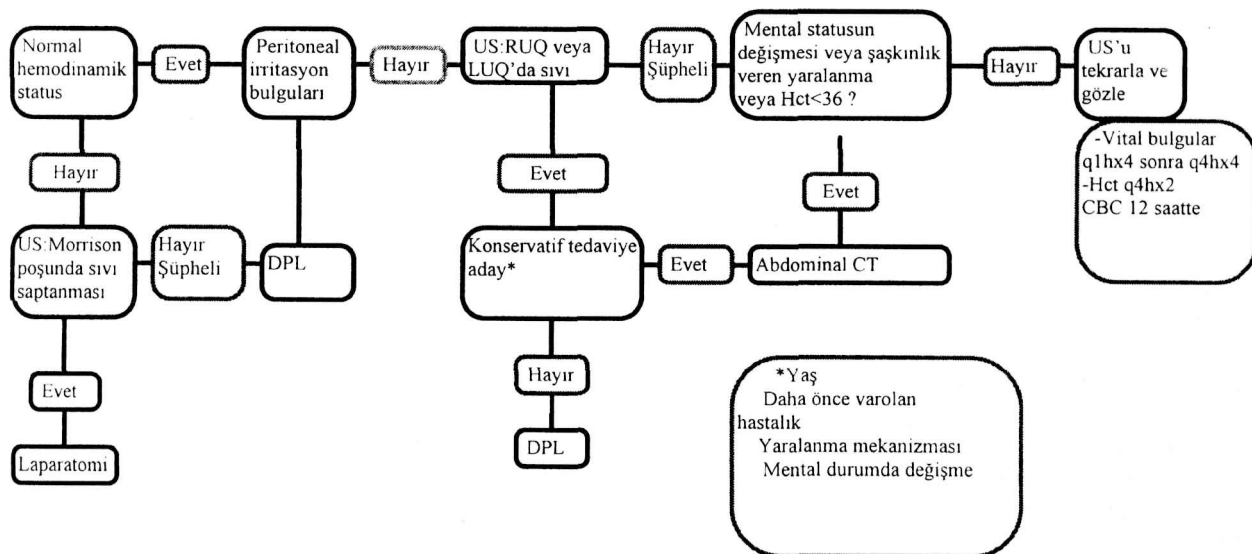 Normal
hemodinamik
status
Evet
Peritoneal
irritasyon
bulguları
Hayır
US:RUQ veya
LUQ'da sıvı
Hayır
Şüpheli
Mental statusun
değişmesi veya şaşkınlık
veren yaralanma
veya Hct<36 ?
Hayır
US'u
tekrarla ve
gözle
-Vital bulgular
q1hx4 sonra q4hx4
-Hct q4hx2
CBC 12 saatte
Hayır
US:Morrison
poşunda sıvı
saptanması
Hayır
Şüpheli
DPL
Evet
Laparatomi
Evet
Konservatif tedaviye
aday*
Evet
Abdominal CT
Evet
Hayır
DPL
*Yaş
Daha önce varolan
hastalık
Yaralanma mekanizması
Mental durumda değişme